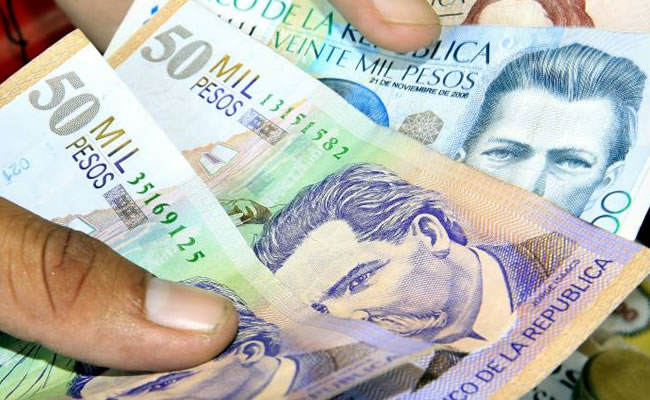 CO DE LA REPUBLICA
VEINTE MIL PESOS
21 DE NOVIEMBRE DE 2006
50 MIL
PESOS
13151582
50 MIL
PESOS
35169125
021
JORGE ISAACS
CO DE LA REPUBLICA